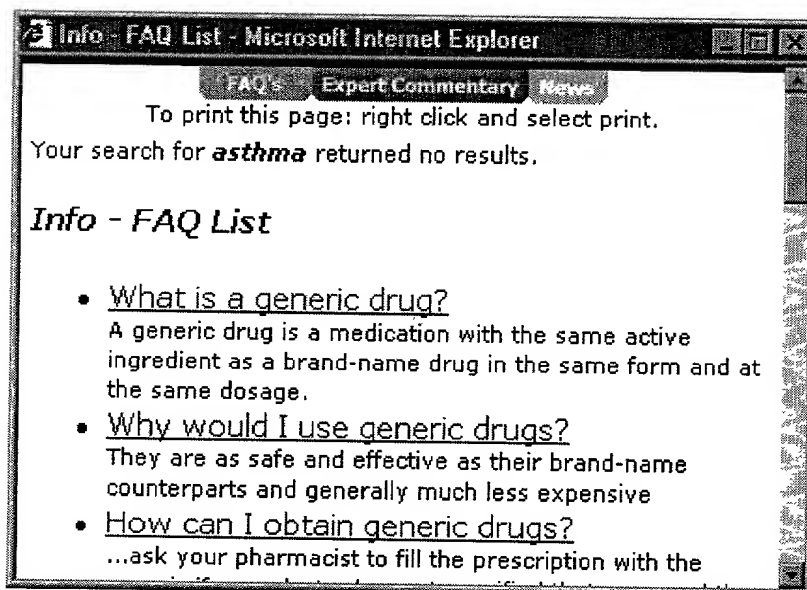 Info - FAQ List - Microsoft Internet Explorer
FAQ's Expert Commentary News
To print this page: right click and select print.
Your search for asthma returned no results.
Info - FAQ List
• What is a generic drug?
A generic drug is a medication with the same active
ingredient as a brand-name drug in the same form and at
the same dosage.
• Why would I use generic drugs?
They are as safe and effective as their brand-name
counterparts and generally much less expensive
• How can I obtain generic drugs?
...ask your pharmacist to fill the prescription with the